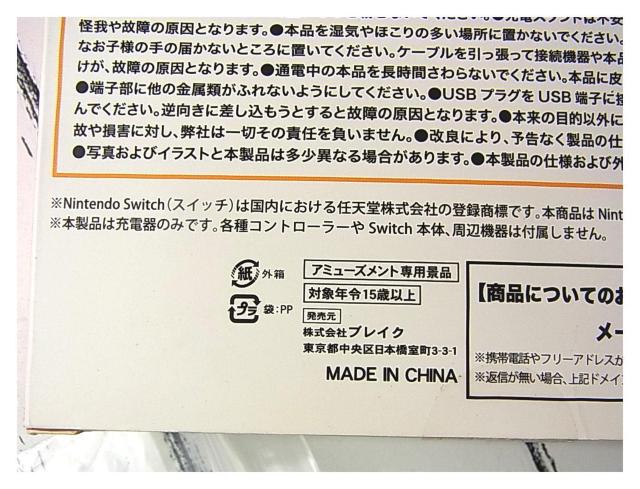 怪我や故障の原因となります。●本品を湿気やほこりの多い場所に置かないでください。
なお子様の手の届かないところに置いてください。ケーブルを引っ張って接続機器や本品
けが、故障の原因となります。●通電中の本品を長時間さわらないでください。本品に皮
●端子部に他の金属類がふれないようにしてください。●USB プラグを USB 端子に接
んでください。逆向きに差し込もうとすると故障の原因となります。●本来の目的以外に
故や損害に対し、弊社は一切その責任を負いません。●改良により、予告なく製品の仕
●写真およびイラストと本製品は多少異なる場合があります。●本製品の仕様および外
※Nintendo Switch(スイッチ)は国内における任天堂株式会社の登録商標です。本商品は Nint
※本製品は充電器のみです。各種コントローラーや Switch 本体、周辺機器は付属しません。
紙 外箱
アミューズメント専用景品
プラ 袋:PP
対象年令15歳以上
発売元
株式会社ブレイク
東京都中央区日本橋室町3-3-1
MADE IN CHINA
【商品についてのお
メー
※携帯電話やフリーアドレスか
※返信が無い場合、上記ドメイン